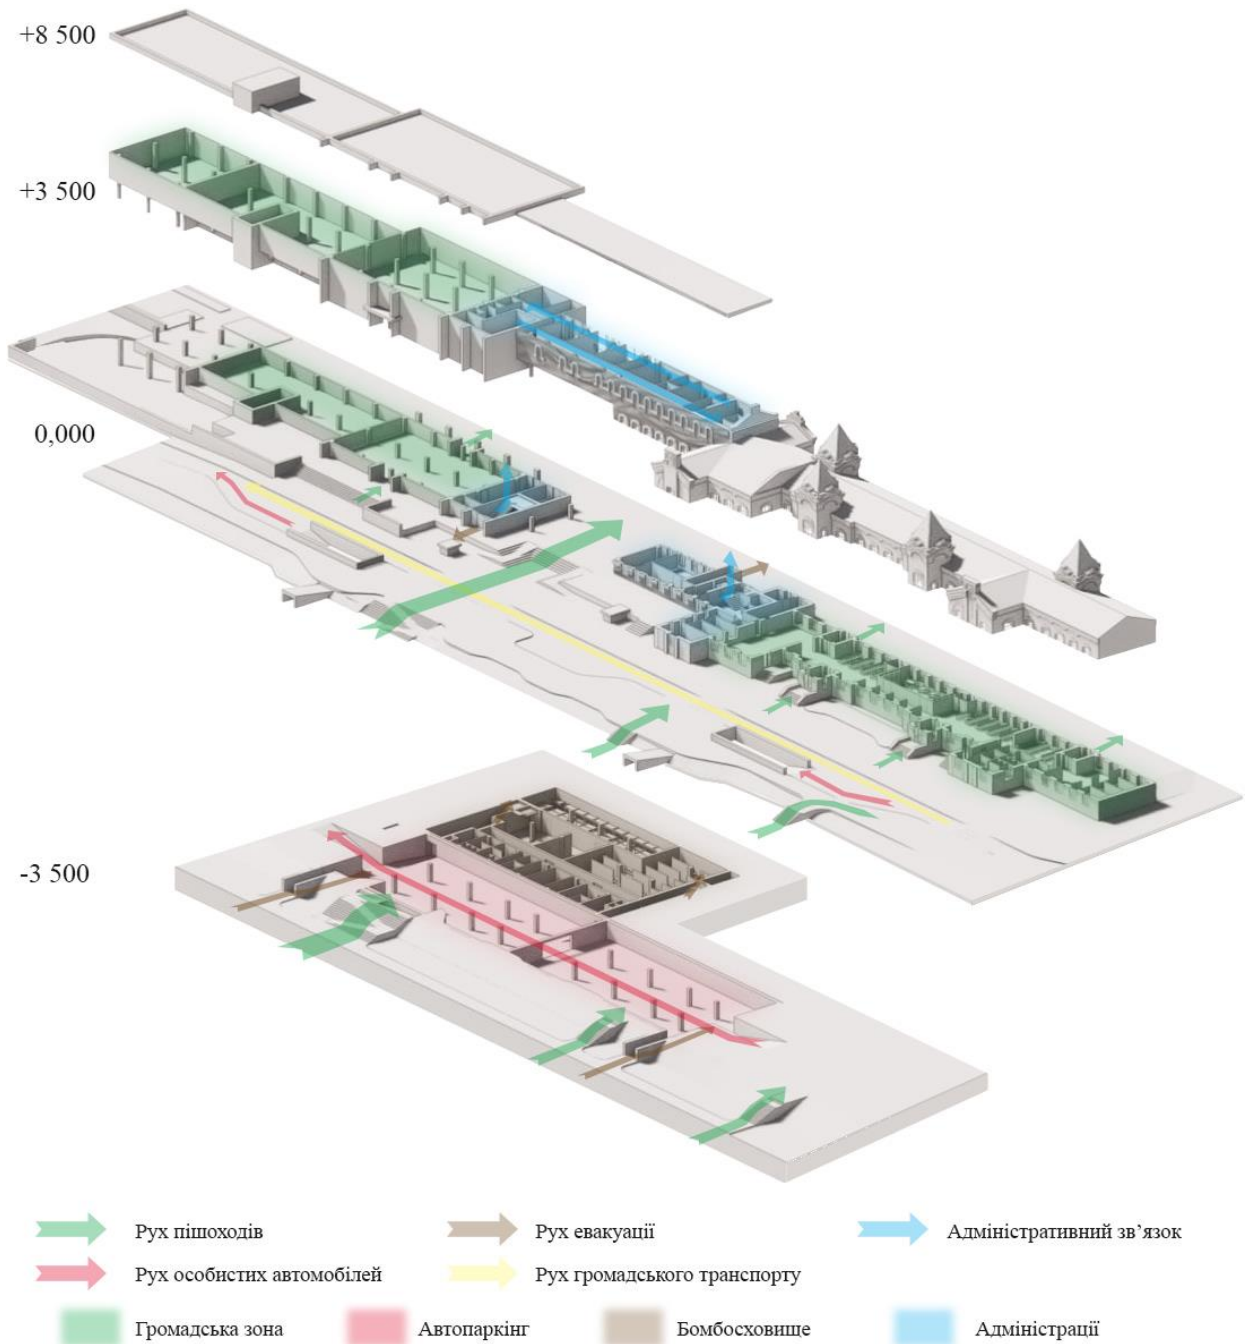 +8 500
+3 500
0,000
-3 500
Рух пішоходів
Рух евакуації
Адміністративний зв’язок
Рух особистих автомобілей
Рух громадського транспорту
Громадська зона
Автопаркінг
Бомбосховище
Адміністрації